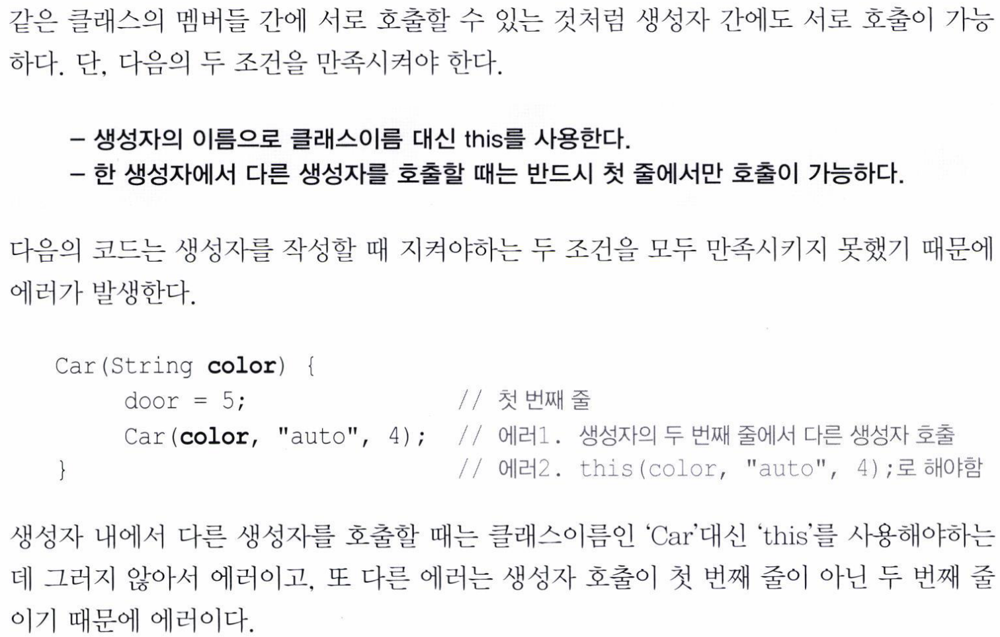 같은 클래스의 멤버들 간에 서로 호출할 수 있는 것처럼 생성자 간에도 서로 호출이 가능
하다. 단, 다음의 두 조건을 만족시켜야 한다.
– 생성자의 이름으로 클래스이름 대신 this를 사용한다.
– 한 생성자에서 다른 생성자를 호출할 때는 반드시 첫 줄에서만 호출이 가능하다.
다음의 코드는 생성자를 작성할 때 지켜야하는 두 조건을 모두 만족시키지 못했기 때문에
에러가 발생한다.
Car(String color) {
door = 5; // 첫 번째 줄
Car(color, "auto", 4); // 에러1. 생성자의 두 번째 줄에서 다른 생성자 호출
} // 에러2. this(color, "auto", 4);로 해야함
생성자 내에서 다른 생성자를 호출할 때는 클래스이름인 ‘Car’대신 ‘this’를 사용해야하는
데 그러지 않아서 에러이고, 또 다른 에러는 생성자 호출이 첫 번째 줄이 아닌 두 번째 줄
이기 때문에 에러이다.